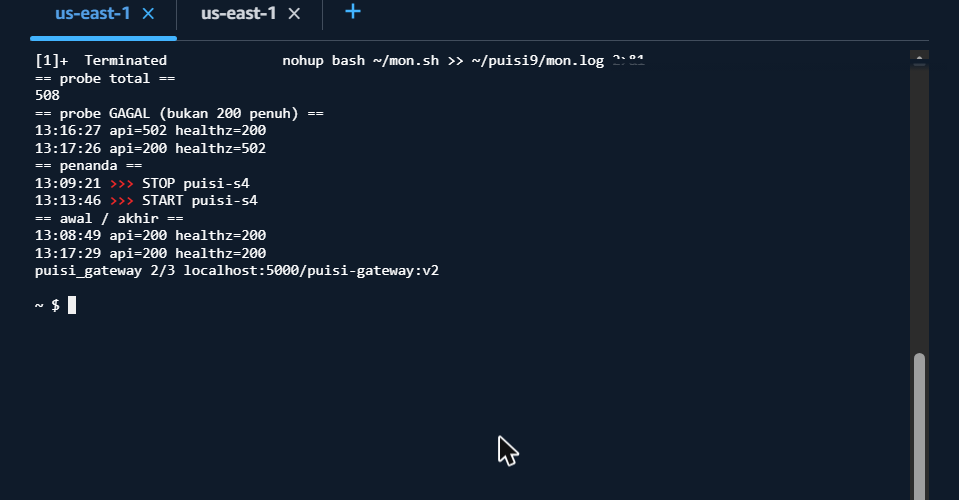 us-east-1 × us-east-1 × +
[1]+  Terminated              nohup bash ~/mon.sh >> ~/puisi9/mon.log
== probe total ==
508
== probe GAGAL (bukan 200 penuh) ==
13:16:27 api=502 healthz=200
13:17:26 api=200 healthz=502
== penanda ==
13:09:21 >>> STOP puisi-s4
13:13:46 >>> START puisi-s4
== awal / akhir ==
13:08:49 api=200 healthz=200
13:17:29 api=200 healthz=200
puisi_gateway 2/3 localhost:5000/puisi-gateway:v2
~ $